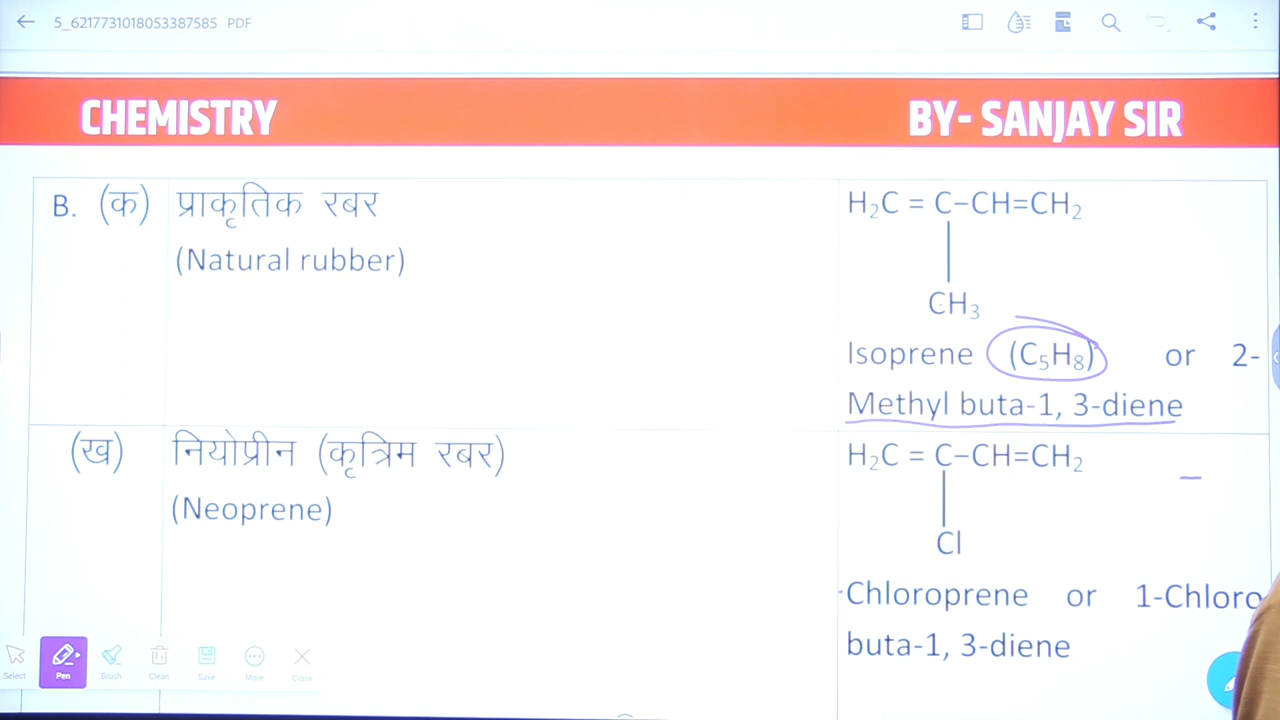 5_6217731018053387585 PDF
CHEMISTRY
BY- SANJAY SIR
B. (क) प्राकृतिक रबर
(Natural rubber)
H₂C = C–CH=CH₂
CH₃
Isoprene (C₅H₈) or 2-
Methyl buta-1, 3-diene
(ख) नियोप्रीन (कृत्रिम रबर)
(Neoprene)
H₂C = C–CH=CH₂
Cl
Chloroprene or 1-Chloro
buta-1, 3-diene
Select Pen Brush Clean Save More Close